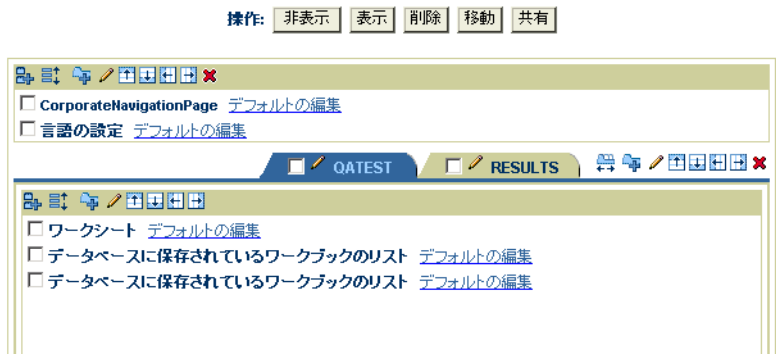 操作: 非表示 表示 削除 移動 共有
CorporateNavigationPage デフォルトの編集
言語の設定 デフォルトの編集
QATEST RESULTS
ワークシート デフォルトの編集
データベースに保存されているワークブックのリスト デフォルトの編集
データベースに保存されているワークブックのリスト デフォルトの編集